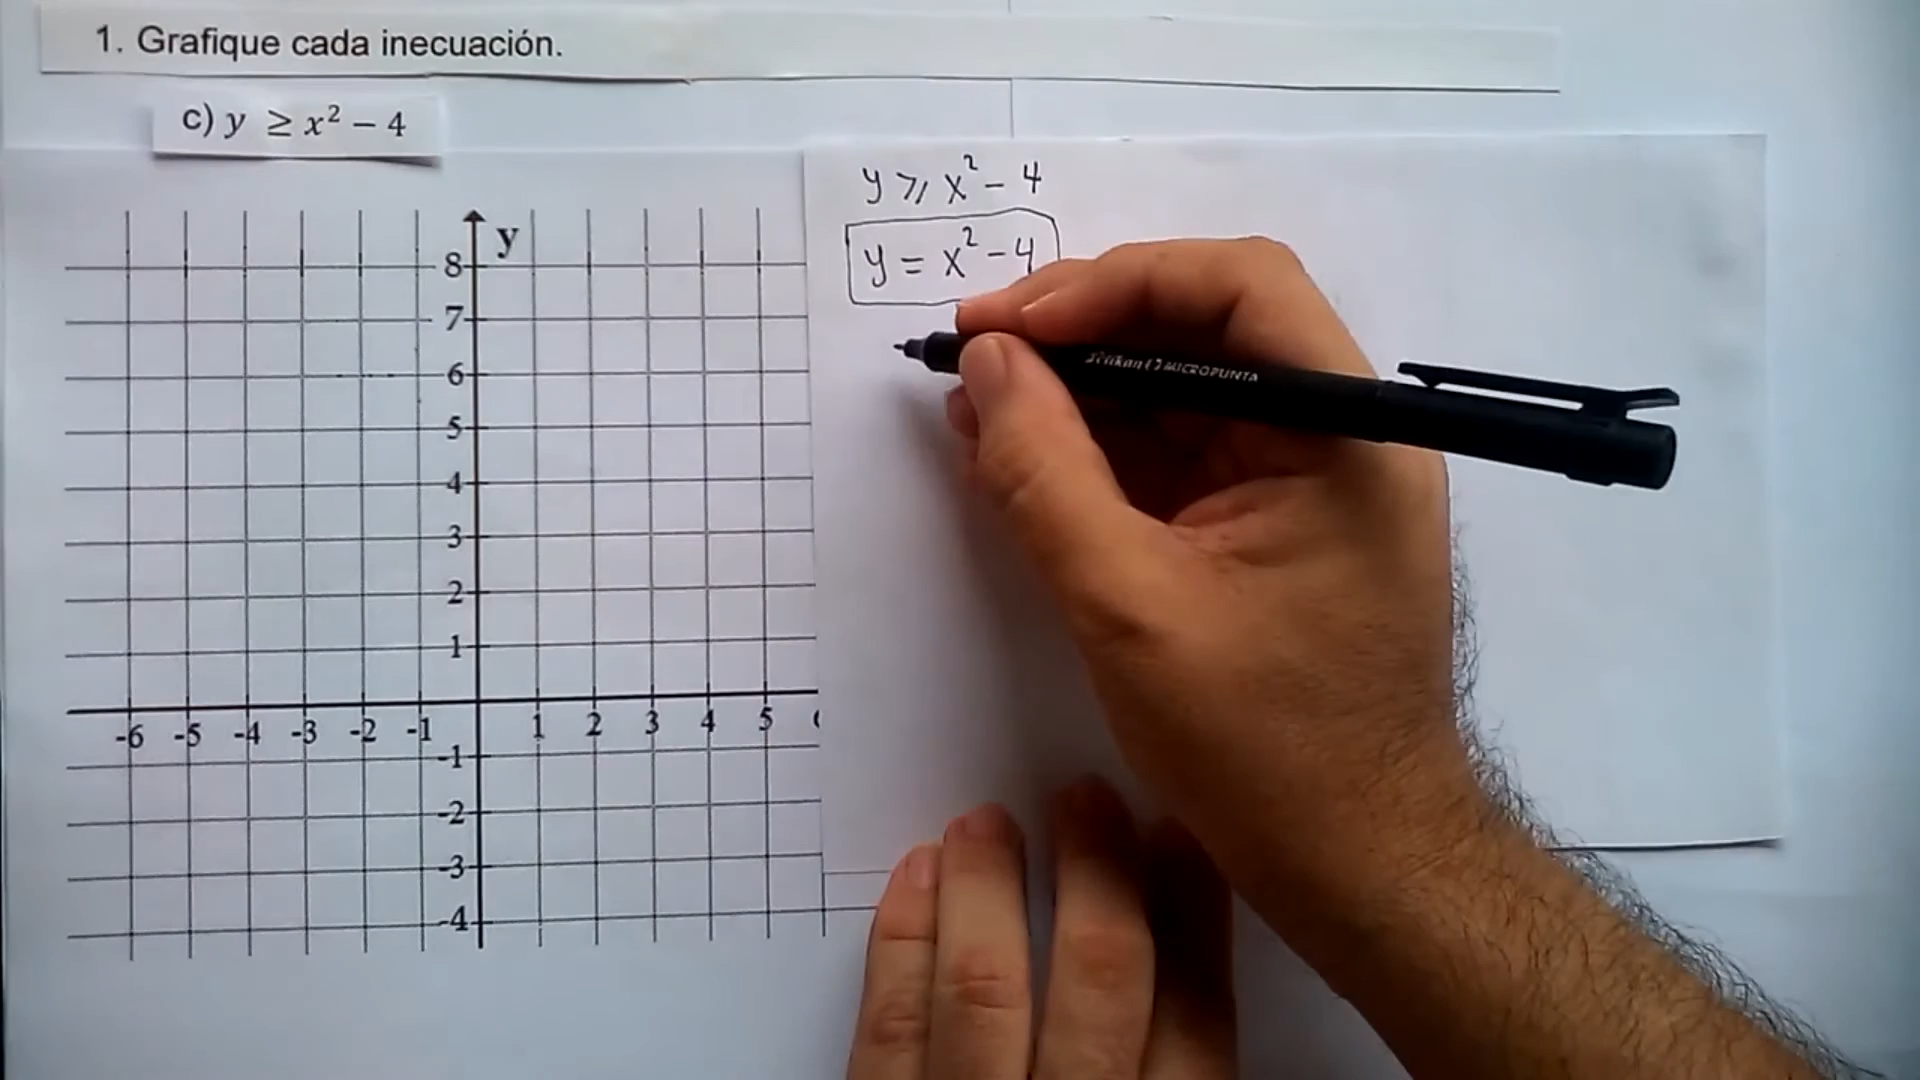 1. Grafique cada inecuación.
c) y ≥ x² – 4
y ⩾ x² – 4
y = x² – 4
y
8
7
6
5
4
3
2
1
-6 -5 -4 -3 -2 -1 1 2 3 4 5
-1
-2
-3
-4
MICROPUNTA